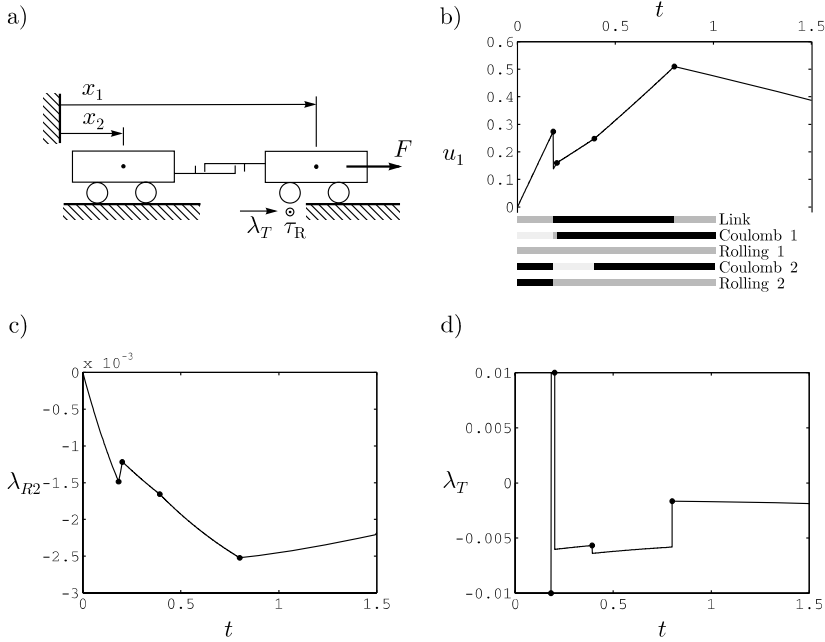 a)
x1
x2
F
λT τ̄R
b)
t
0 0.5 1 1.5
0.6
0.5
0.4
0.3
0.2
0.1
0
u1
Link
Coulomb 1
Rolling 1
Coulomb 2
Rolling 2
c)
x 10^-3
0
-0.5
-1
-1.5
-2
-2.5
-3
λR2
0 0.5 1 1.5
t
d)
0.01
0.005
0
-0.005
-0.01
λT
0 0.5 1 1.5
t